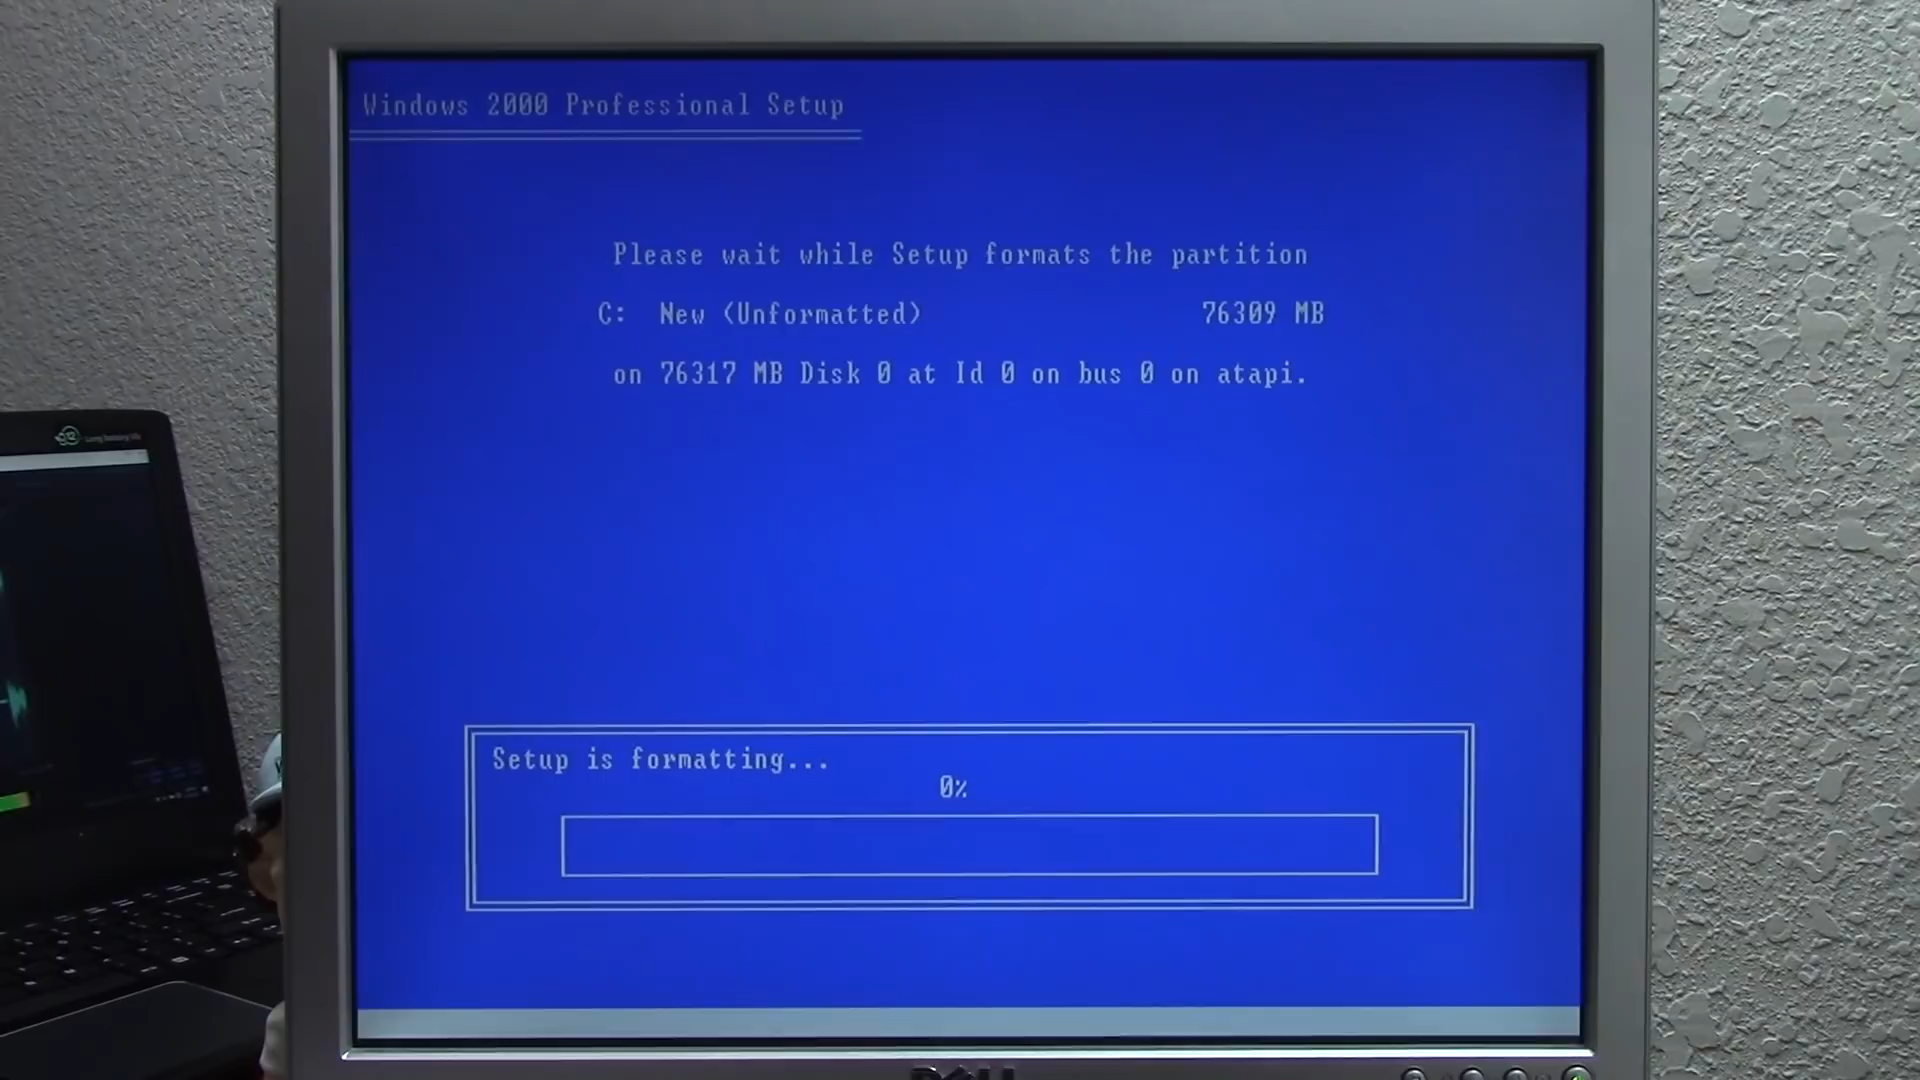 Windows 2000 Professional Setup
Please wait while Setup formats the partition
C: New (Unformatted) 76309 MB
on 76317 MB Disk 0 at Id 0 on bus 0 on atapi.
Setup is formatting...
0%
DELL